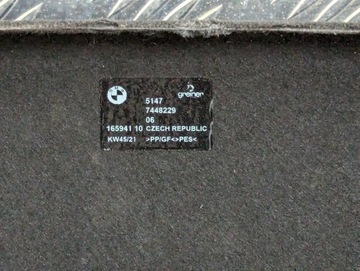 greiner
5147
7448229
06
165941 10 CZECH REPUBLIC
KW45/21 >PP/GF<>PES<